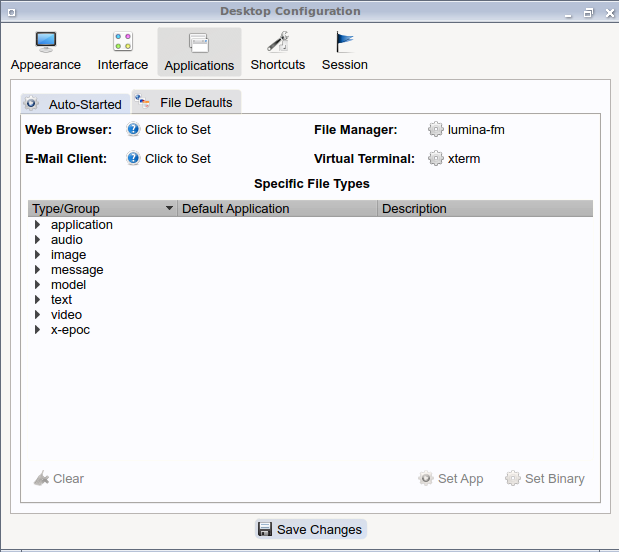 Desktop Configuration
Appearance Interface Applications Shortcuts Session
Auto-Started File Defaults
Web Browser: Click to Set File Manager: lumina-fm
E-Mail Client: Click to Set Virtual Terminal: xterm
Specific File Types
Type/Group Default Application Description
application
audio
image
message
model
text
video
x-epoc
Clear Set App Set Binary
Save Changes